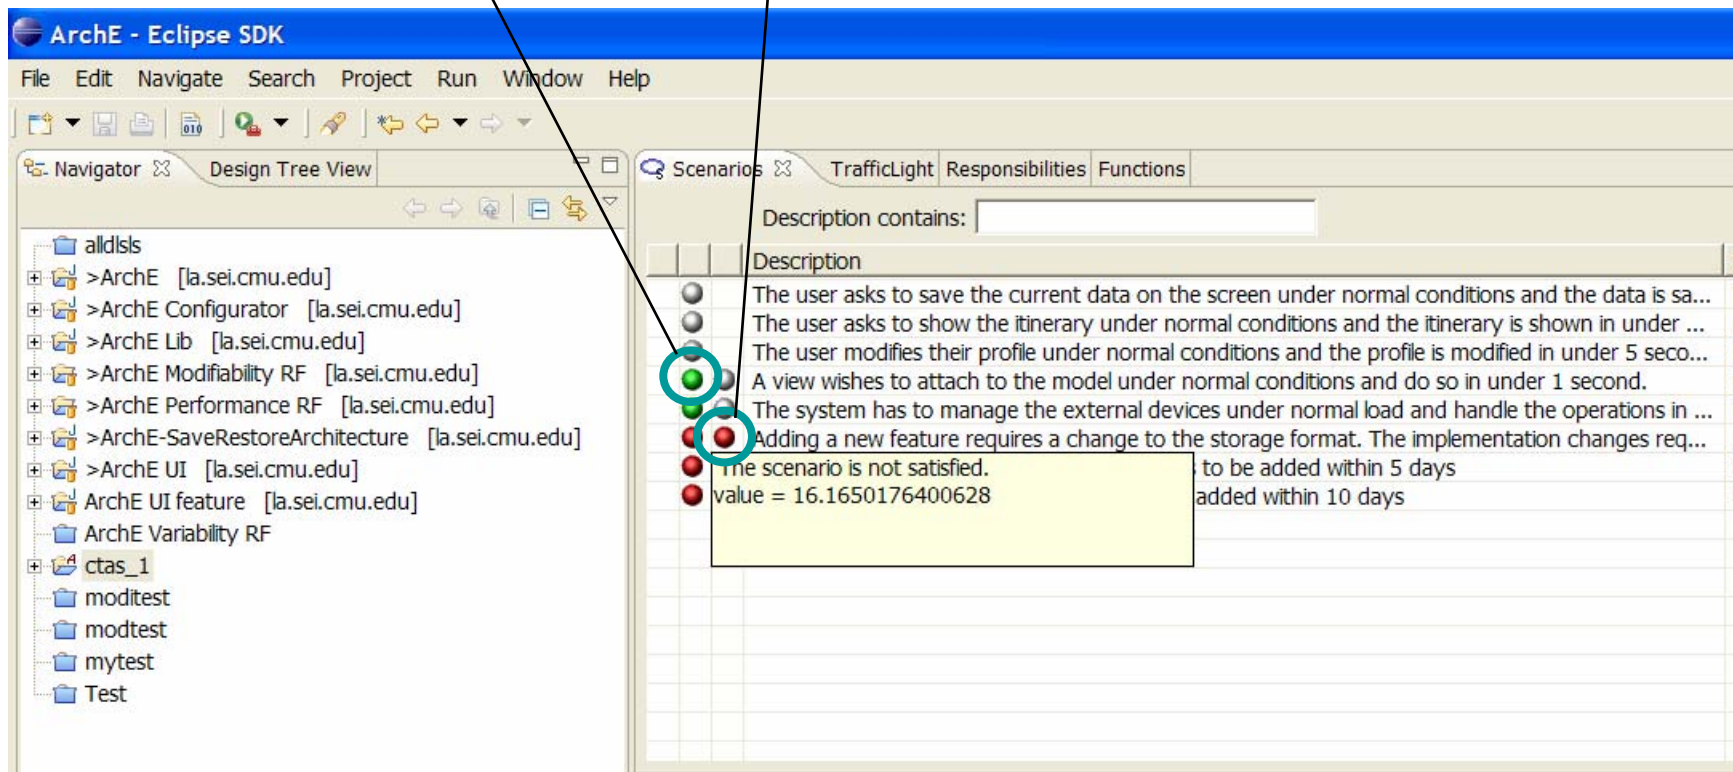 ArchE - Eclipse SDK
File Edit Navigate Search Project Run Window Help
010
Navigator Design Tree View
Scenarios TrafficLight Responsibilities Functions
Description contains:
Description
alldlsls
>ArchE [la.sei.cmu.edu]
>ArchE Configurator [la.sei.cmu.edu]
>ArchE Lib [la.sei.cmu.edu]
>ArchE Modifiability RF [la.sei.cmu.edu]
>ArchE Performance RF [la.sei.cmu.edu]
>ArchE-SaveRestoreArchitecture [la.sei.cmu.edu]
>ArchE UI [la.sei.cmu.edu]
ArchE UI feature [la.sei.cmu.edu]
ArchE Variability RF
ctas_1
moditest
modtest
mytest
Test
The user asks to save the current data on the screen under normal conditions and the data is sa...
The user asks to show the itinerary under normal conditions and the itinerary is shown in under ...
The user modifies their profile under normal conditions and the profile is modified in under 5 seco...
A view wishes to attach to the model under normal conditions and do so in under 1 second.
The system has to manage the external devices under normal load and handle the operations in ...
Adding a new feature requires a change to the storage format. The implementation changes req...
to be added within 5 days
added within 10 days
The scenario is not satisfied.
value = 16.1650176400628